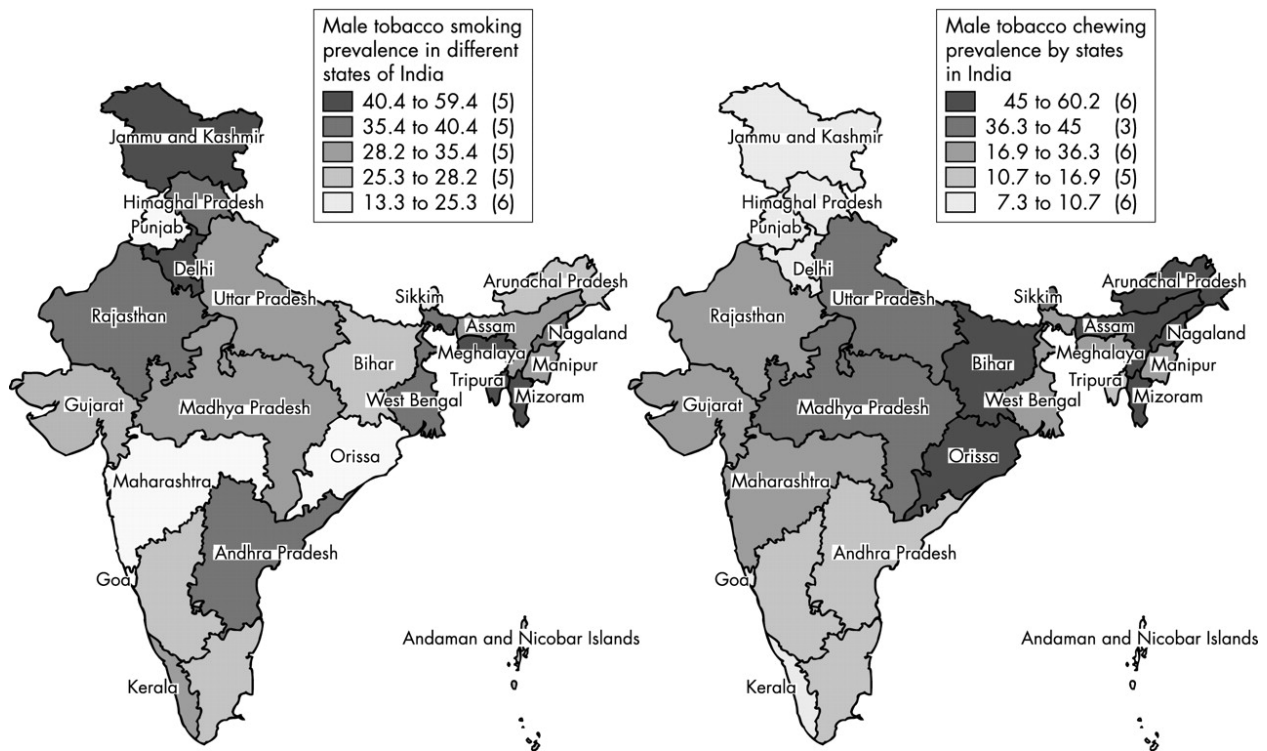 Male tobacco smoking
prevalence in different
states of India
40.4 to 59.4 (5)
35.4 to 40.4 (5)
28.2 to 35.4 (5)
25.3 to 28.2 (5)
13.3 to 25.3 (6)
Jammu and Kashmir
Himaghal Pradesh
Punjab
Delhi
Rajasthan
Uttar Pradesh
Sikkim
Arunachal Pradesh
Assam
Nagaland
Meghalaya
Manipur
Bihar
Tripura
Mizoram
West Bengal
Gujarat
Madhya Pradesh
Orissa
Maharashtra
Andhra Pradesh
Goa
Andaman and Nicobar Islands
Kerala
Male tobacco chewing
prevalence by states
in India
45 to 60.2 (6)
36.3 to 45 (3)
16.9 to 36.3 (6)
10.7 to 16.9 (5)
7.3 to 10.7 (6)
Jammu and Kashmir
Himaghal Pradesh
Punjab
Delhi
Rajasthan
Uttar Pradesh
Sikkim
Arunachal Pradesh
Assam
Nagaland
Meghalaya
Manipur
Bihar
Tripura
Mizoram
West Bengal
Gujarat
Madhya Pradesh
Orissa
Maharashtra
Andhra Pradesh
Goa
Andaman and Nicobar Islands
Kerala